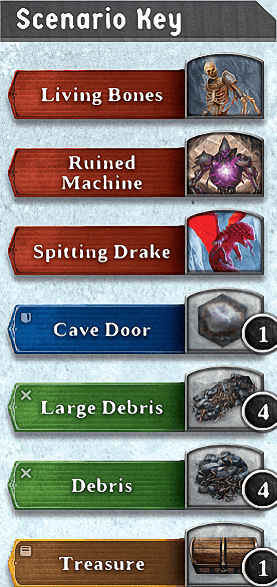 Scenario Key
Living Bones
Ruined
Machine
Spitting Drake
Cave Door
1
Large Debris
4
Debris
4
Treasure
1